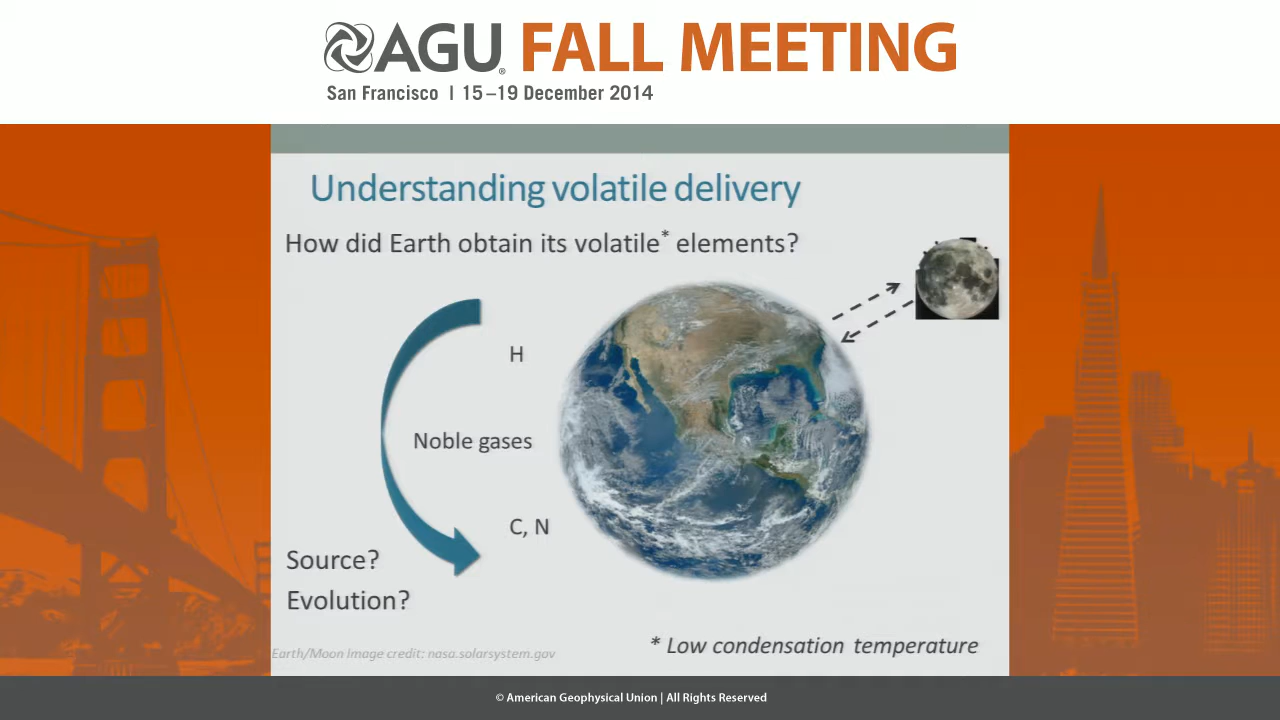 AGU FALL MEETING
San Francisco | 15–19 December 2014
Understanding volatile delivery
How did Earth obtain its volatile* elements?
H
Noble gases
C, N
Source?
Evolution?
* Low condensation temperature
Earth/Moon Image credit: nasa.solarsystem.gov
© American Geophysical Union | All Rights Reserved